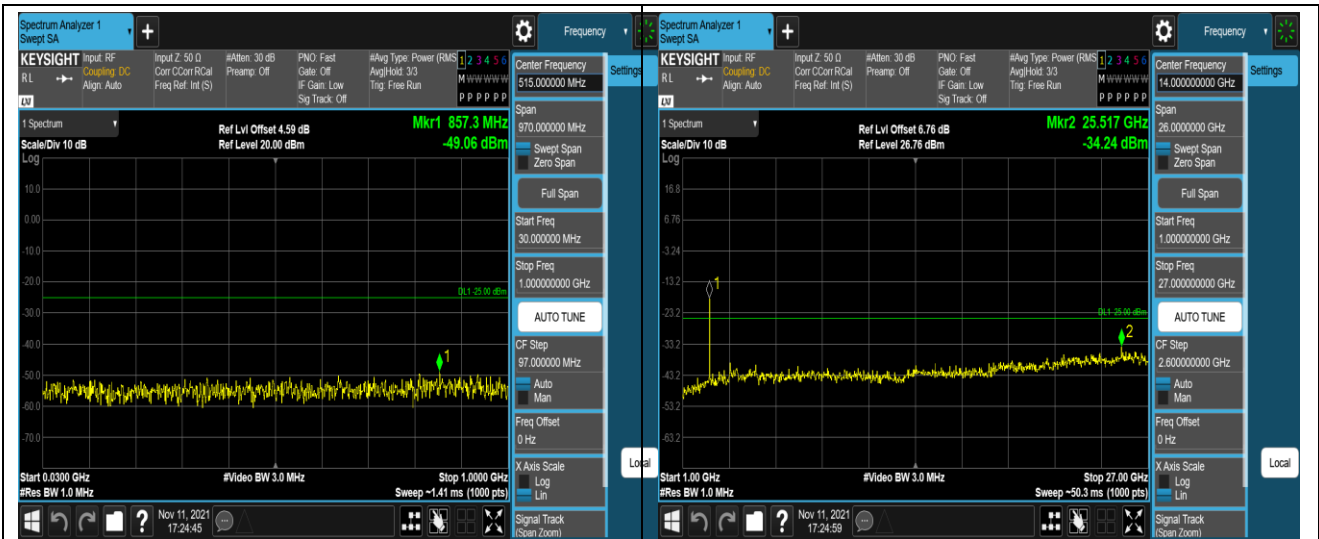 Spectrum Analyzer 1
Swept SA
+
Frequency
KEYSIGHT
Input: RF
Input Z: 50 Ω
#Atten: 30 dB
PNO: Fast
#Avg Type: Power (RMS
1 2 3 4 5 6
R L
Coupling: DC
Corr CCorr RCal
Preamp: Off
Gate: Off
Avg|Hold: 3/3
M W W W W W
Align: Auto
Freq Ref: Int (S)
IF Gain: Low
Trig: Free Run
Sig Track: Off
P P P P P P
LXI
1 Spectrum
Ref Lvl Offset 4.59 dB
Mkr1 857.3 MHz
Scale/Div 10 dB
Ref Level 20.00 dBm
-49.06 dBm
Log
10.0
0.00
-10.0
-20.0
DL1 -25.00 dBm
-30.0
-40.0
1
-50.0
-60.0
-70.0
Start 0.0300 GHz
#Video BW 3.0 MHz
Stop 1.0000 GHz
#Res BW 1.0 MHz
Sweep ~1.41 ms (1000 pts)
Center Frequency
515.000000 MHz
Settings
Span
970.000000 MHz
Swept Span
Zero Span
Full Span
Start Freq
30.000000 MHz
Stop Freq
1.000000000 GHz
AUTO TUNE
CF Step
97.000000 MHz
Auto
Man
Freq Offset
0 Hz
X Axis Scale
Log
Lin
Local
Signal Track
(Span Zoom)
?
Nov 11, 2021
17:24:45
Spectrum Analyzer 1
Swept SA
+
Frequency
KEYSIGHT
Input: RF
Input Z: 50 Ω
#Atten: 30 dB
PNO: Fast
#Avg Type: Power (RMS
1 2 3 4 5 6
R L
Coupling: DC
Corr CCorr RCal
Preamp: Off
Gate: Off
Avg|Hold: 3/3
M W W W W W
Align: Auto
Freq Ref: Int (S)
IF Gain: Low
Trig: Free Run
Sig Track: Off
P P P P P P
LXI
1 Spectrum
Ref Lvl Offset 6.76 dB
Mkr2 25.517 GHz
Scale/Div 10 dB
Ref Level 26.76 dBm
-34.24 dBm
Log
16.8
6.76
-3.24
-13.2
1
-23.2
DL1 -25.00 dBm
-33.2
2
-43.2
-53.2
-63.2
Start 1.00 GHz
#Video BW 3.0 MHz
Stop 27.00 GHz
#Res BW 1.0 MHz
Sweep ~50.3 ms (1000 pts)
Center Frequency
14.00000000 GHz
Settings
Span
26.0000000 GHz
Swept Span
Zero Span
Full Span
Start Freq
1.000000000 GHz
Stop Freq
27.000000000 GHz
AUTO TUNE
CF Step
2.600000000 GHz
Auto
Man
Freq Offset
0 Hz
X Axis Scale
Log
Lin
Local
Signal Track
(Span Zoom)
?
Nov 11, 2021
17:24:59